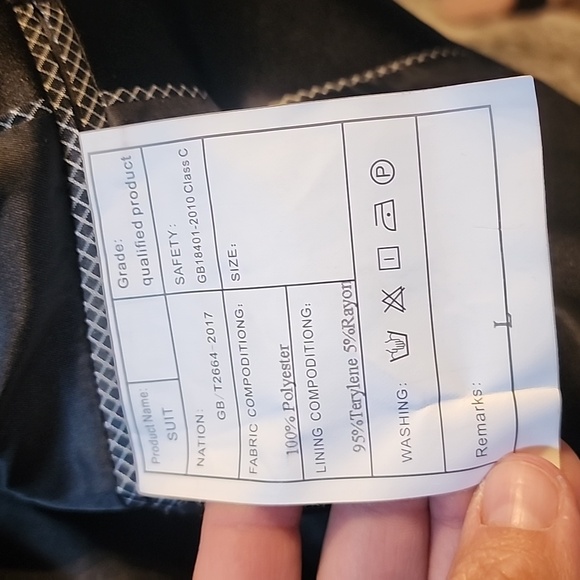 Product Name:
SUIT
Grade:
qualified product
NATION:
GB/T2664-2017
SAFETY:
GB18401-2010 Class C
FABRIC COMPODITIONG:
100% Polyester
SIZE:
LINING COMPODITIONG:
95%Terylene 5%Rayon
WASHING:
P
Remarks:
L